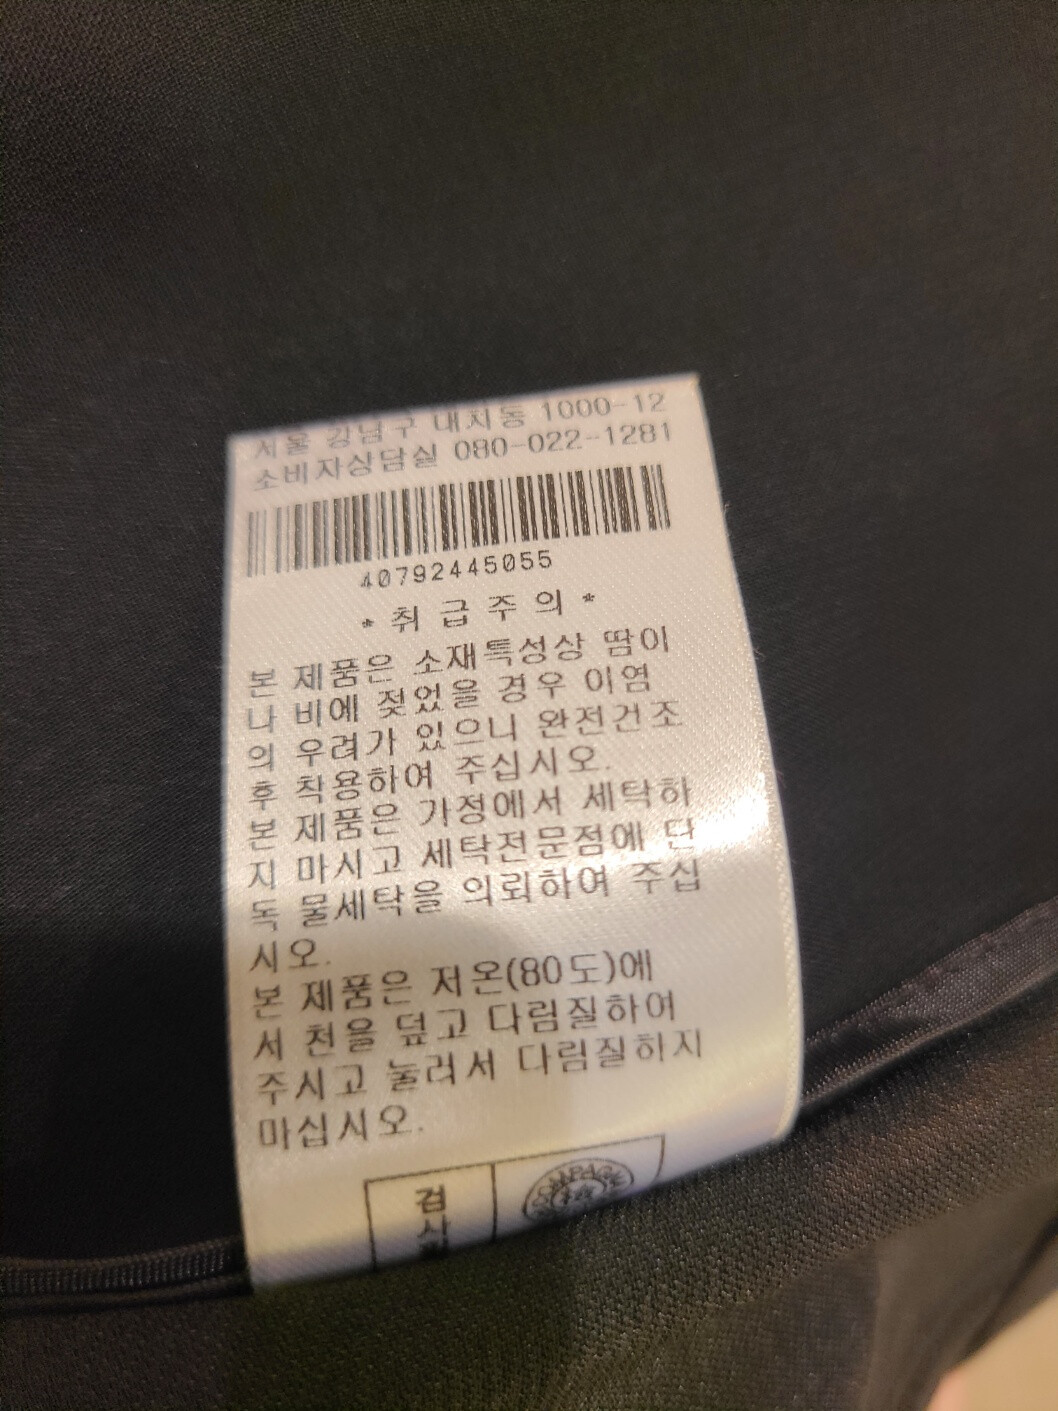 서울 강남구 대치동 1000-12
소비자상담실 080-022-1281
40792445055
*취급주의*
본 제품은 소재특성상 땀이
나 비에 젖었을 경우 이염
의 우려가 있으니 완전건조
후 착용하여 주십시오.
본 제품은 가정에서 세탁하
지 마시고 세탁전문점에 단
독 물세탁을 의뢰하여 주십
시오.
본 제품은 저온(80도)에
서 천을 덮고 다림질하여
주시고 눌러서 다림질하지
마십시오.
검
사